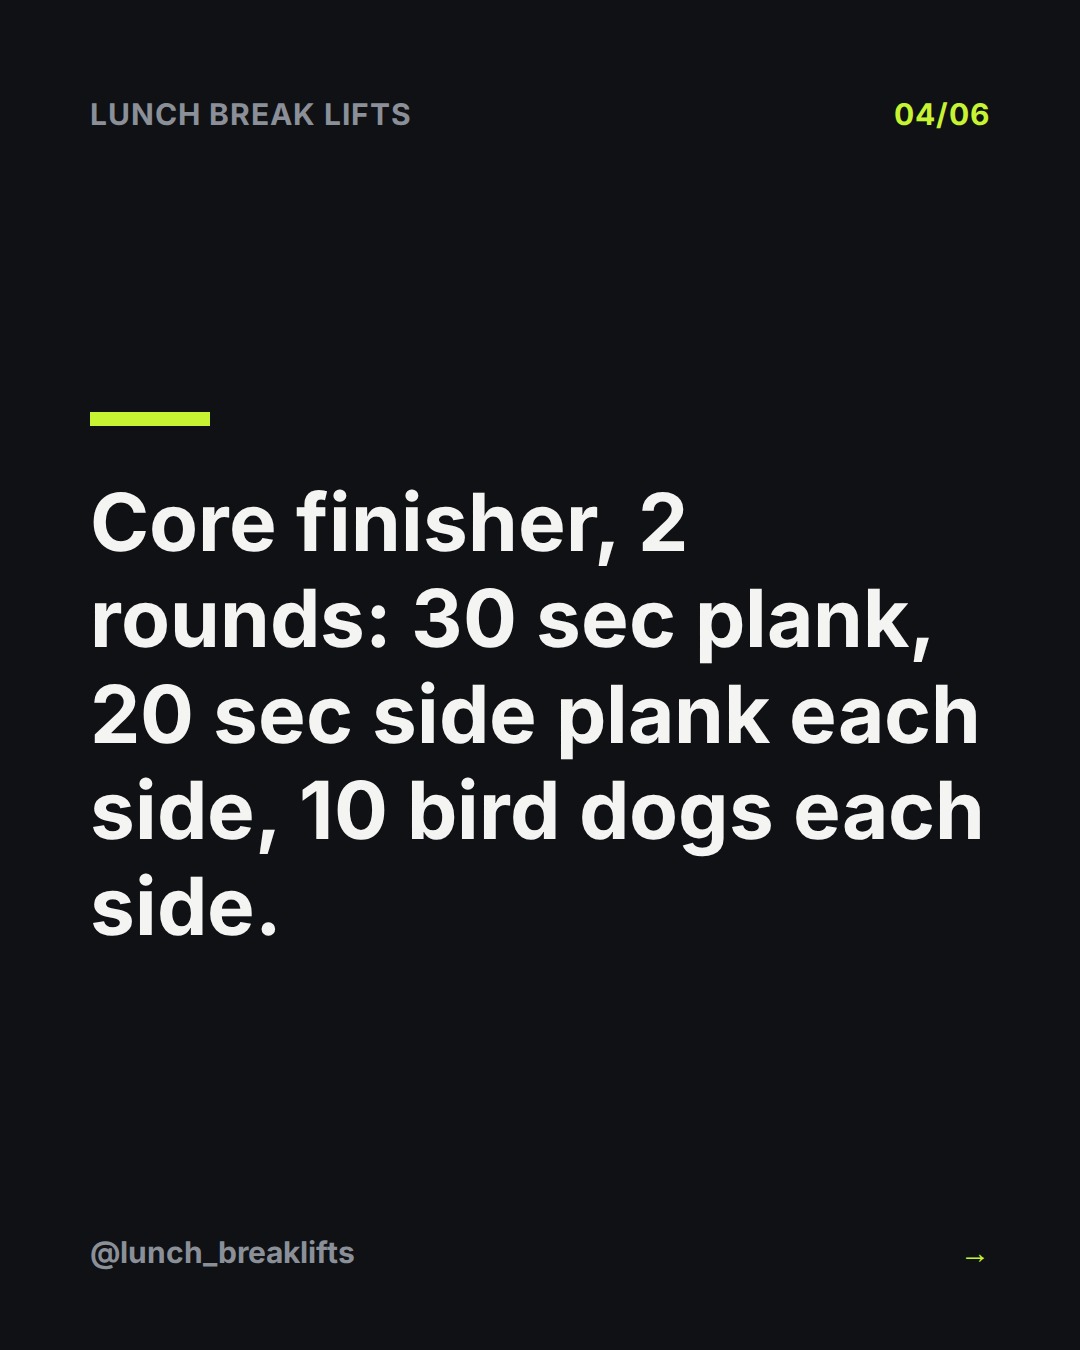 LUNCH BREAK LIFTS
04/06
Core finisher, 2
rounds: 30 sec plank,
20 sec side plank each
side, 10 bird dogs each
side.
@lunch_breaklifts
→